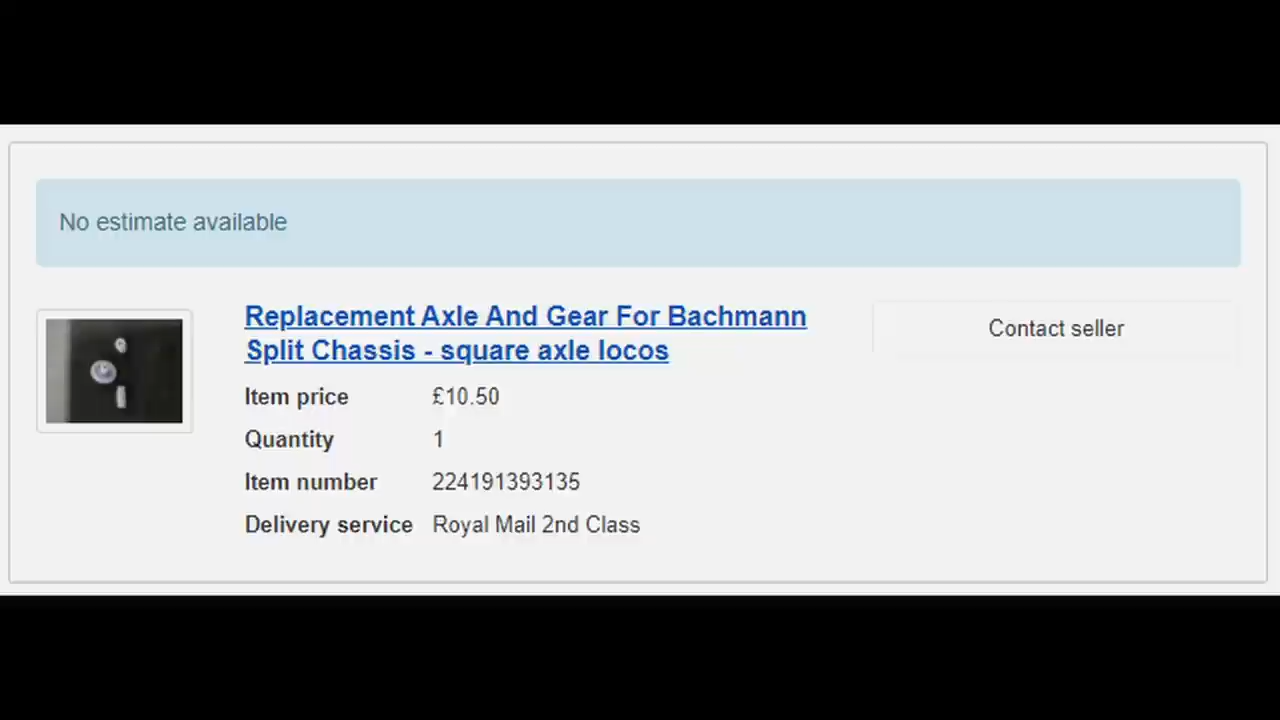 No estimate available
Replacement Axle And Gear For Bachmann
Split Chassis - square axle locos
Contact seller
Item price £10.50
Quantity 1
Item number 224191393135
Delivery service Royal Mail 2nd Class